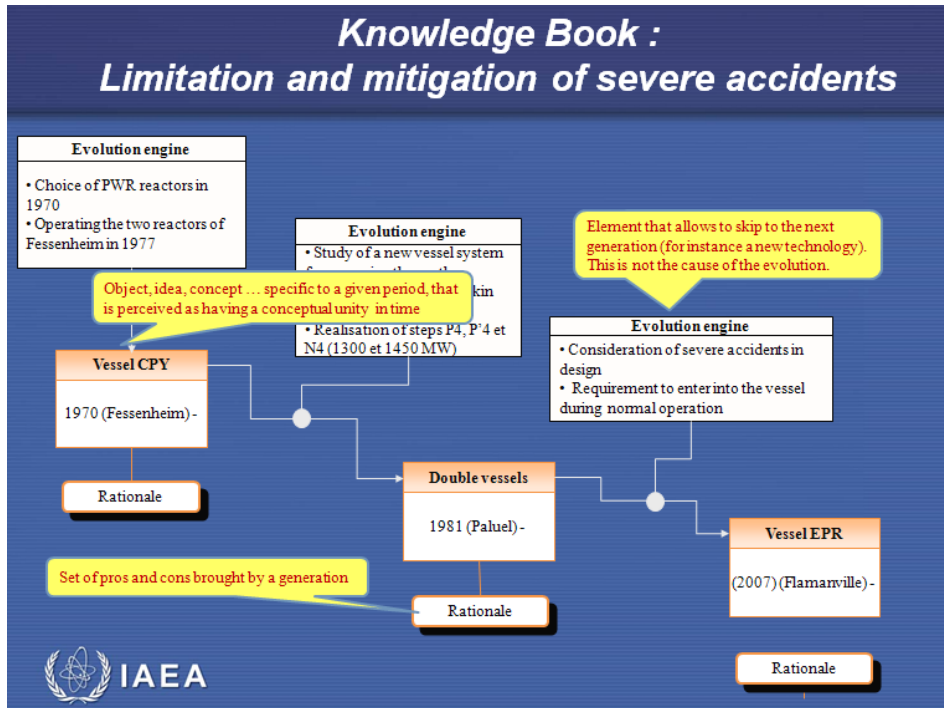 Knowledge Book :
Limitation and mitigation of severe accidents
Evolution engine
• Choice of PWR reactors in
1970
• Operating the two reactors of
Fessenheim in 1977
Evolution engine
• Study of a new vessel system
kin
• Realisation of steps P4, P'4 et
N4 (1300 et 1450 MW)
Element that allows to skip to the next
generation (for instance a new technology).
This is not the cause of the evolution.
Object, idea, concept … specific to a given period, that
is perceived as having a conceptual unity in time
Evolution engine
• Consideration of severe accidents in
design
• Requirement to enter into the vessel
during normal operation
Vessel CPY
1970 (Fessenheim) -
Rationale
Double vessels
1981 (Paluel) -
Rationale
Vessel EPR
(2007) (Flamanville) -
Rationale
Set of pros and cons brought by a generation
IAEA